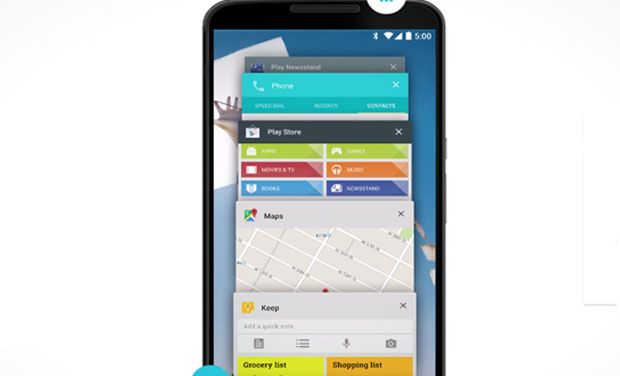 5:00
Play Newsstand
Phone
SPEED DIAL RECENTS CONTACTS
Play Store
APPS GAMES
MOVIES & TV MUSIC
BOOKS NEWSSTAND
Maps
Keep
Add a quick note
Grocery list Shopping list